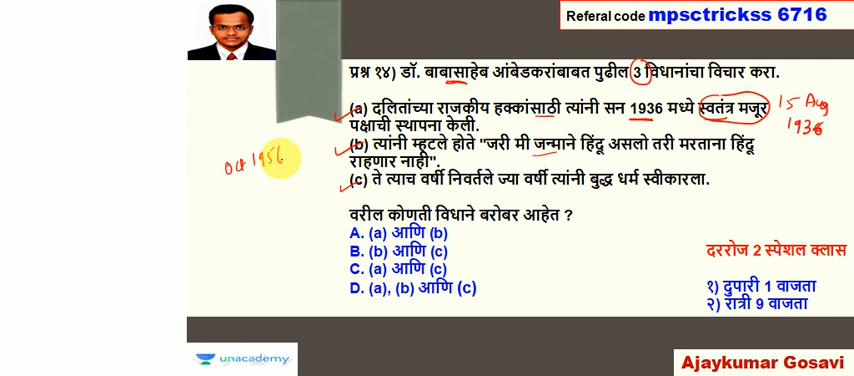 Referal code mpsctrickss 6716
प्रश्न १४) डॉ. बाबासाहेब आंबेडकरांबाबत पुढील 3 विधानांचा विचार करा.
(a) दलितांच्या राजकीय हक्कांसाठी त्यांनी सन 1936 मध्ये स्वतंत्र मजूर
पक्षाची स्थापना केली.
15 Aug
1936
(b) त्यांनी म्हटले होते "जरी मी जन्माने हिंदू असलो तरी मरताना हिंदू
राहणार नाही".
Oct 1956
(c) ते त्याच वर्षी निवर्तले ज्या वर्षी त्यांनी बुद्ध धर्म स्वीकारला.
वरील कोणती विधाने बरोबर आहेत ?
A. (a) आणि (b)
B. (b) आणि (c)
C. (a) आणि (c)
D. (a), (b) आणि (c)
दररोज 2 स्पेशल क्लास
१) दुपारी 1 वाजता
२) रात्री 9 वाजता
unacademy
Ajaykumar Gosavi